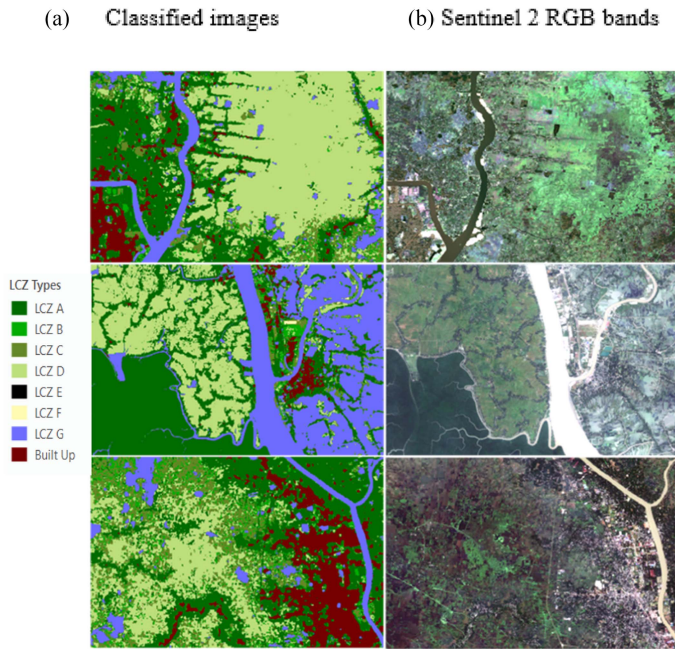 (a) Classified images (b) Sentinel 2 RGB bands
LCZ Types
LCZ A
LCZ B
LCZ C
LCZ D
LCZ E
LCZ F
LCZ G
Built Up